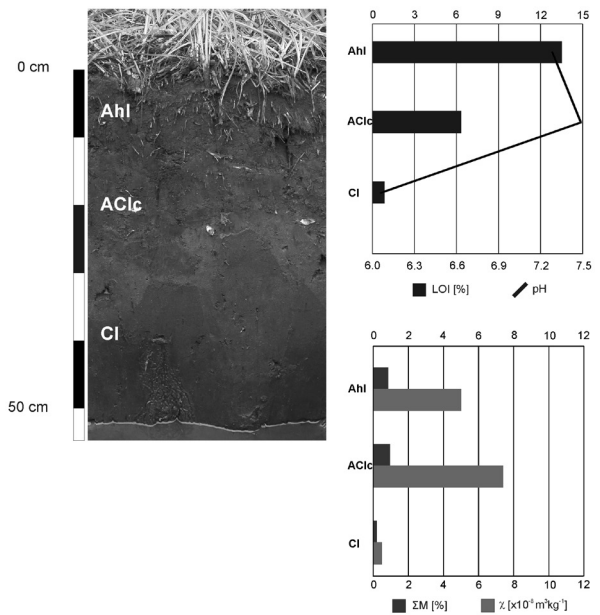 0 cm
Ahl
AClc
Cl
50 cm
0 3 6 9 12 15
Ahl
AClc
Cl
6.0 6.3 6.6 6.9 7.2 7.5
LOI [%] pH
0 2 4 6 8 10 12
Ahl
AClc
Cl
0 2 4 6 8 10 12
ΣM [%] χ [x10⁻⁸ m³kg⁻¹]